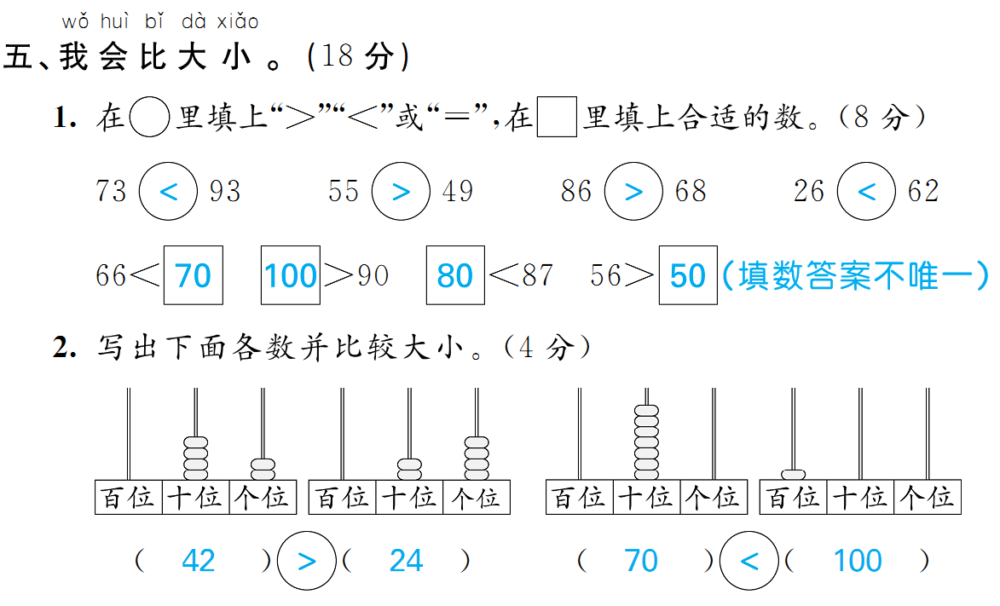 wǒ huì bǐ dà xiǎo
五、我会比大小。(18分)
1. 在○里填上“>”“<”或“=”,在□里填上合适的数。(8分)
73 < 93 55 > 49 86 > 68 26 < 62
66<70 100>90 80<87 56>50(填数答案不唯一)
2. 写出下面各数并比较大小。(4分)
百位 十位 个位 百位 十位 个位 百位 十位 个位 百位 十位 个位
( 42 ) > ( 24 ) ( 70 ) < ( 100 )